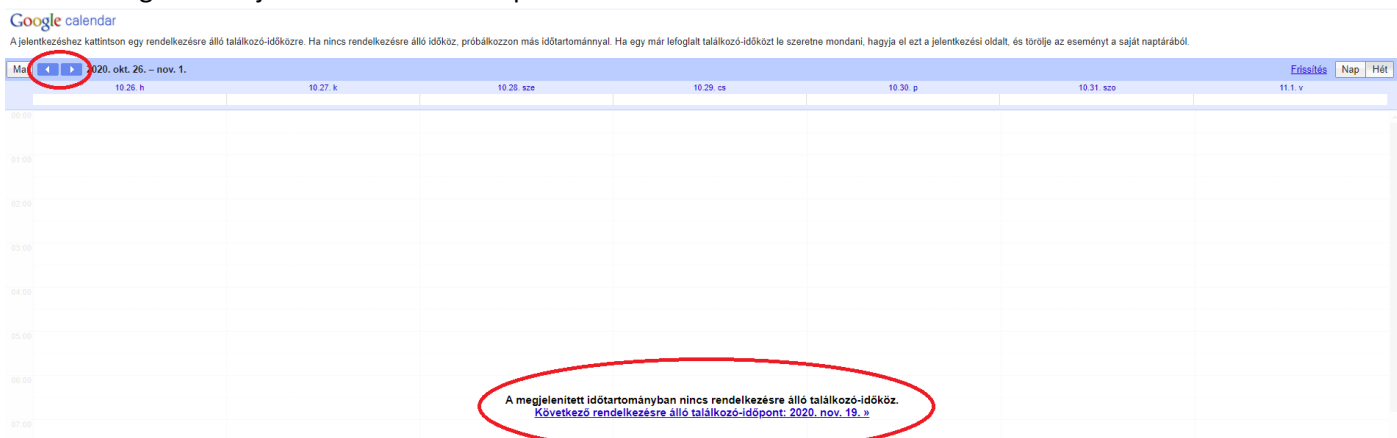 Google calendar
A jelentkezéshez kattintson egy rendelkezésre álló találkozó-időközre. Ha nincs rendelkezésre álló időköz, próbálkozzon más időtartománnyal. Ha egy már lefoglalt találkozó-időközt le szeretne mondani, hagyja el ezt a jelentkezési oldalt, és törölje az eseményt a saját naptárából.
2020. okt. 26. – nov. 1. Frissítés Nap Hét
10.26. h 10.27. k 10.28. sze 10.29. cs 10.30. p 10.31. szo 11.1. v
00:00
01:00
02:00
03:00
04:00
05:00
06:00
A megjelenített időtartományban nincs rendelkezésre álló találkozó-időköz.
Következő rendelkezésre álló találkozó-időpont: 2020. nov. 19. »
07:00